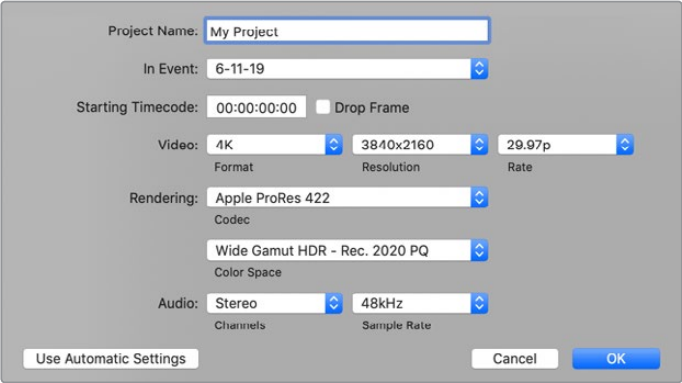 Project Name: My Project
In Event: 6-11-19
Starting Timecode: 00:00:00:00 Drop Frame
Video: 4K 3840x2160 29.97p
Format Resolution Rate
Rendering: Apple ProRes 422
Codec
Wide Gamut HDR - Rec. 2020 PQ
Color Space
Audio: Stereo 48kHz
Channels Sample Rate
Use Automatic Settings Cancel OK